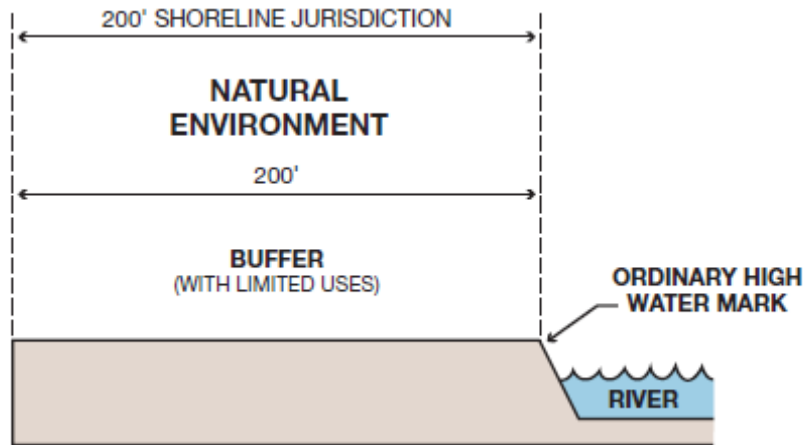 200' SHORELINE JURISDICTION
NATURAL
ENVIRONMENT
200'
BUFFER
(WITH LIMITED USES)
ORDINARY HIGH
WATER MARK
RIVER